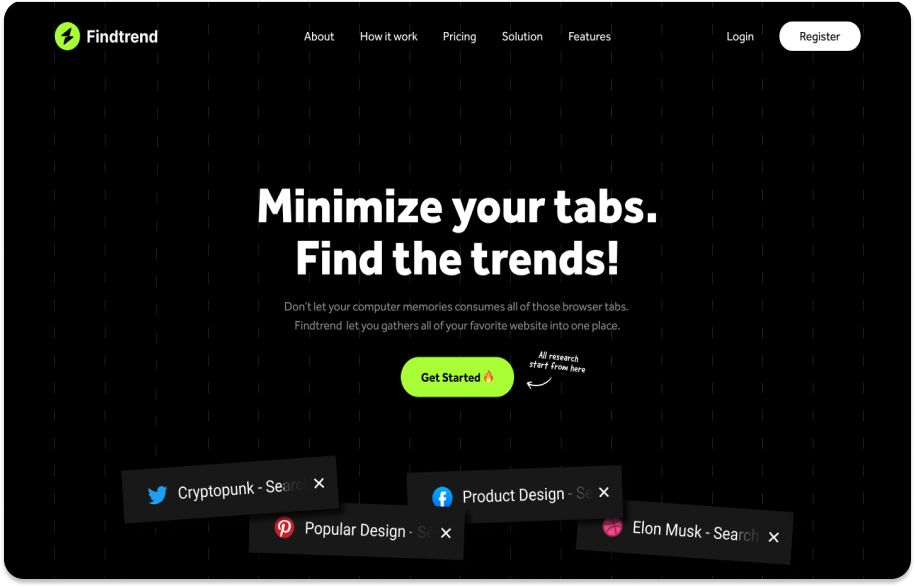 Findtrend
About How it work Pricing Solution Features
Login Register
Minimize your tabs.
Find the trends!
Don't let your computer memories consumes all of those browser tabs.
Findtrend let you gathers all of your favorite website into one place.
Get Started
All research
start from here
Cryptopunk - Search
Product Design - Se
Popular Design - Se
Elon Musk - Search